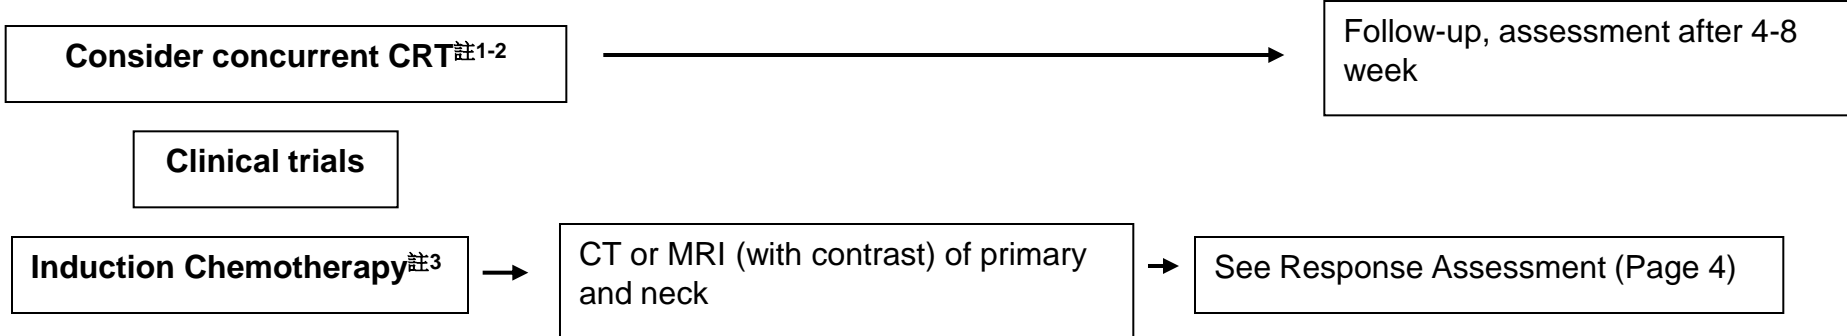 Consider concurrent CRT註1-2
Follow-up, assessment after 4-8
week
Clinical trials
Induction Chemotherapy註3
CT or MRI (with contrast) of primary
and neck
See Response Assessment (Page 4)